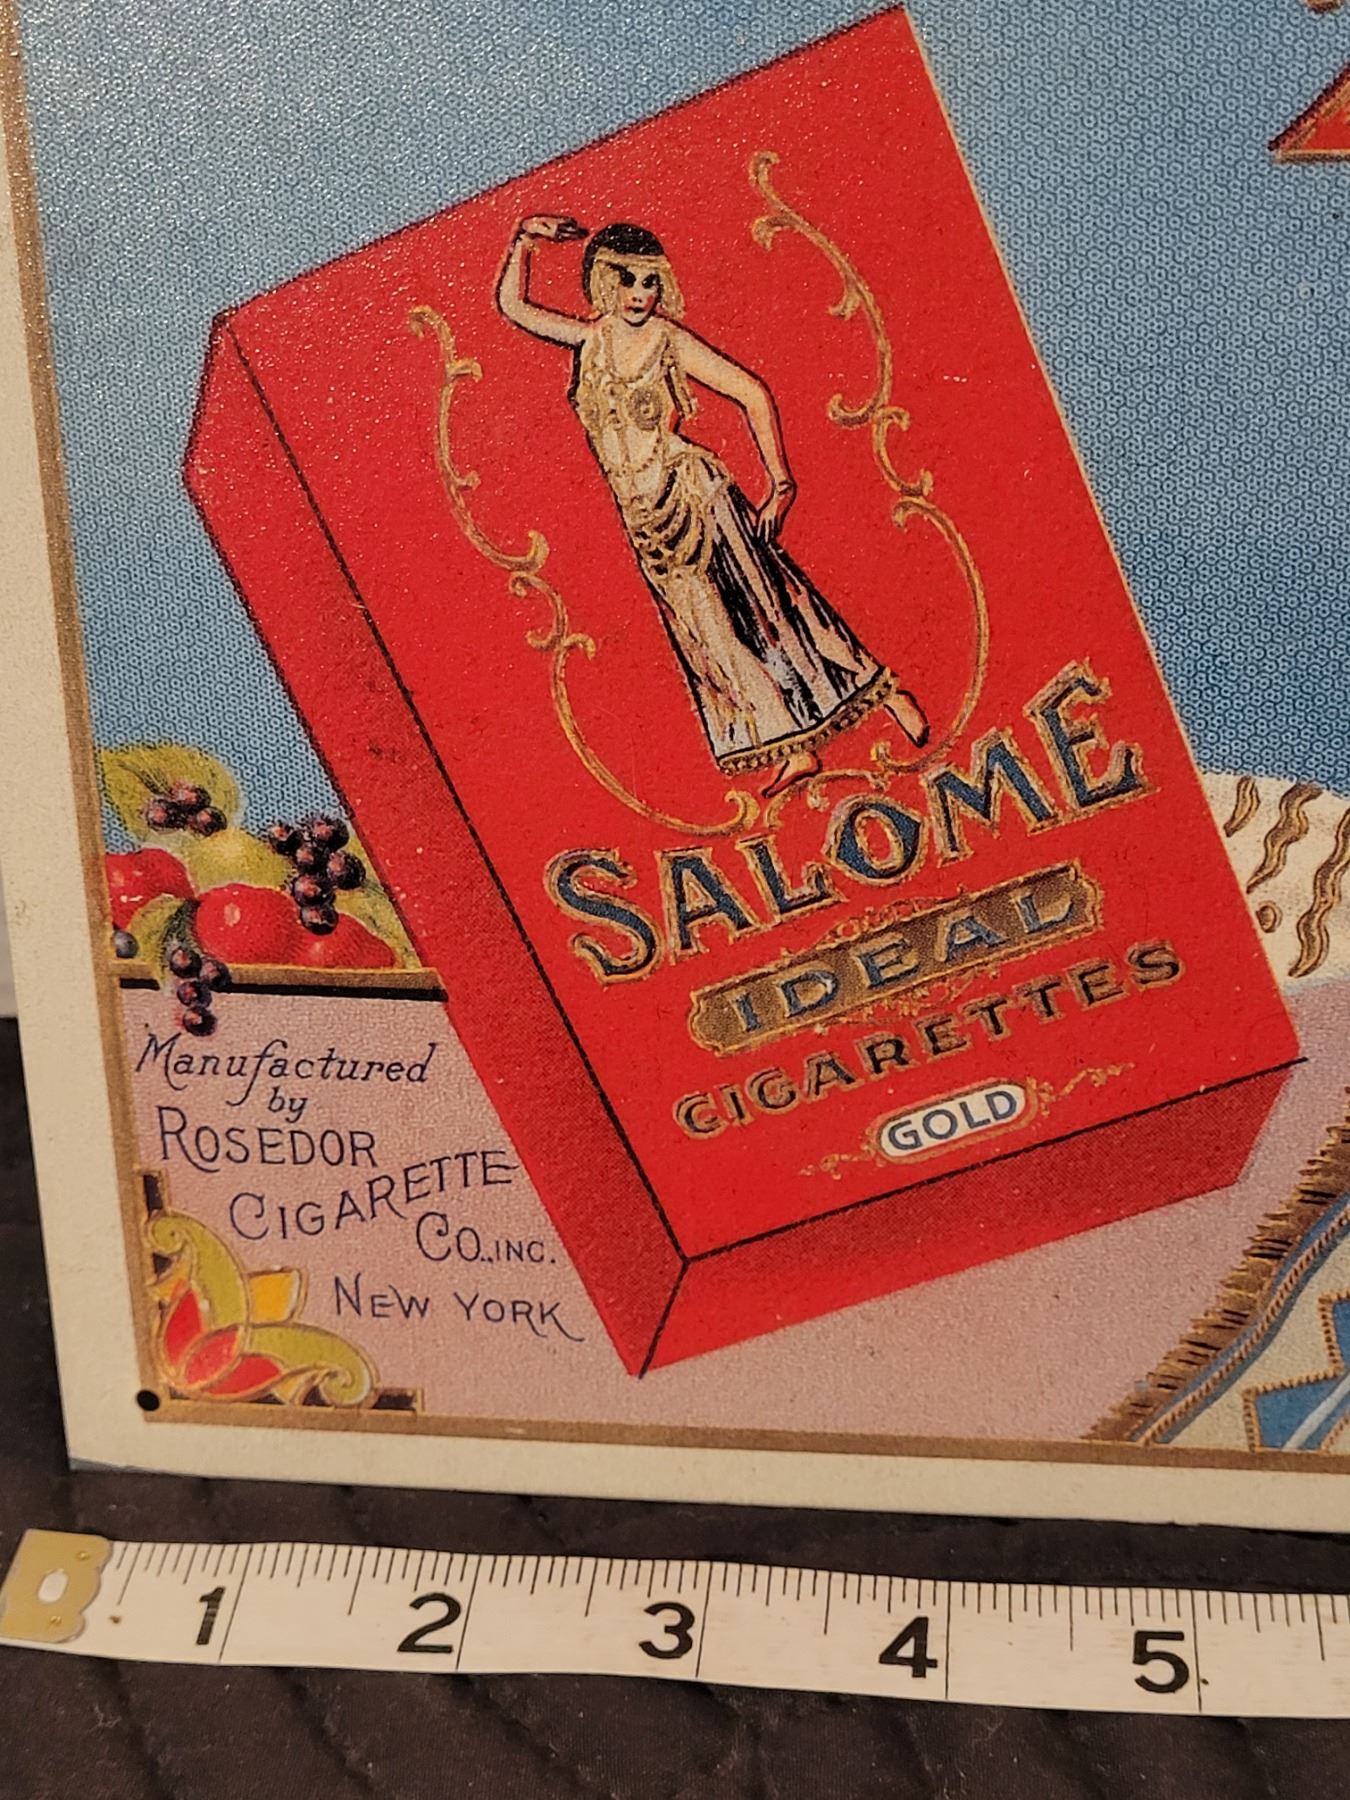 SALOME
IDEAL
CIGARETTES
GOLD
Manufactured
by
ROSEDOR
CIGARETTE
CO., INC.
NEW YORK
1 2 3 4 5